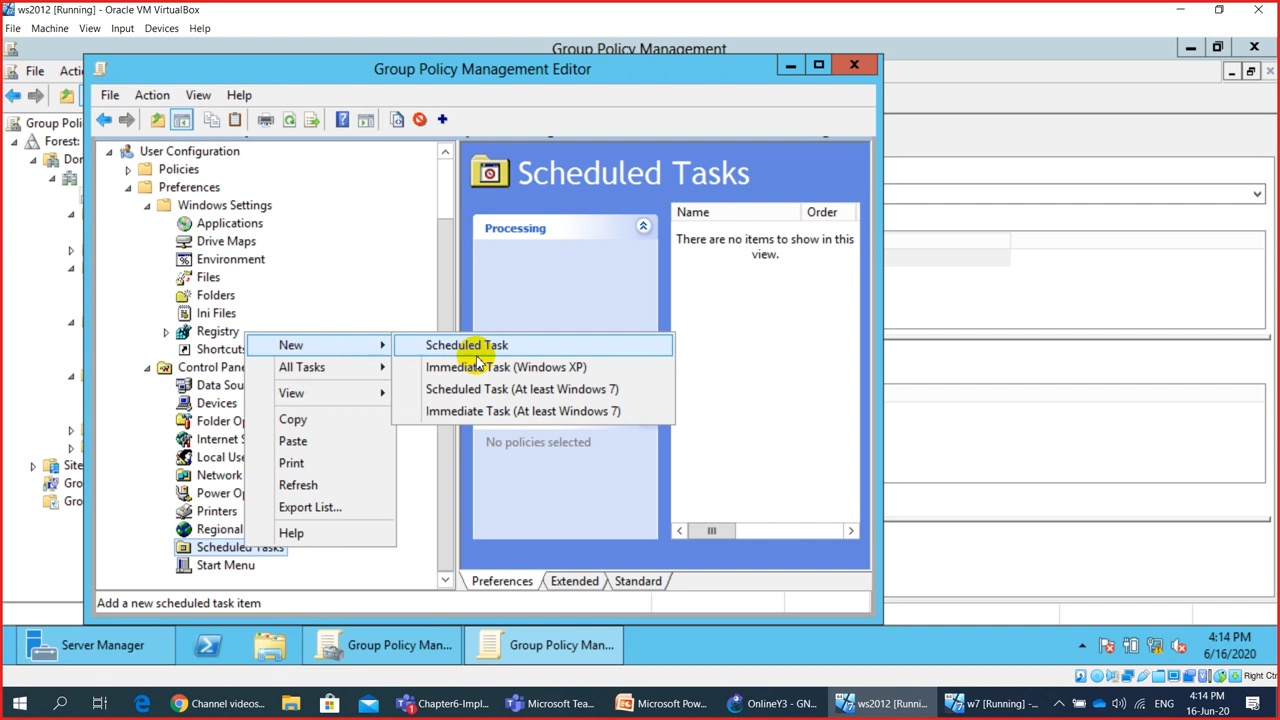 ws2012 [Running] - Oracle VM VirtualBox
File Machine View Input Devices Help
Group Policy Management
File
Group Policy Management Editor
File Action View Help
User Configuration
Policies
Preferences
Windows Settings
Applications
Drive Maps
Environment
Files
Folders
Ini Files
Registry
Shortcuts
Control
Data
Devices
Folder
Internet
Local
Network
Power
Printers
Regional
Scheduled Tasks
Start Menu
New
All Tasks
View
Copy
Paste
Print
Refresh
Export List...
Help
Scheduled Task
Immediate Task (Windows XP)
Scheduled Task (At least Windows 7)
Immediate Task (At least Windows 7)
Scheduled Tasks
Processing
No policies selected
Name Order
There are no items to show in this
view.
Preferences Extended Standard
Add a new scheduled task item
Forest:
Server Manager
Group Policy Man...
Group Policy Man...
4:14 PM
6/16/2020
Right Ctrl
Channel videos...
Chapter6-Impl...
Microsoft Tea...
Microsoft Pow...
OnlineY3 - GN...
ws2012 [Runni...
w7 [Running] -...
ENG
4:14 PM
16-Jun-20